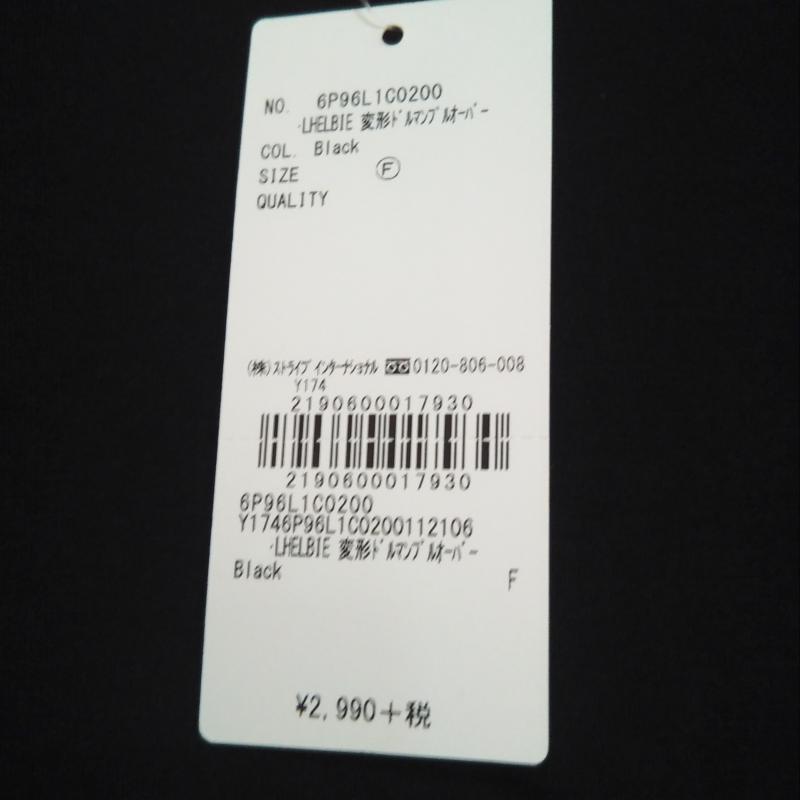 NO. 6P96L1C0200
・LHELBIE 変形ﾄﾞﾙﾏﾝﾌﾟﾙｵｰﾊﾞｰ
COL. Black
SIZE Ⓕ
QUALITY
(株)ｽﾄﾗｲﾌﾟｲﾝﾀｰﾅｼｮﾅﾙ 0120-806-008
Y174
2190600017930
2190600017930
6P96L1C0200
Y1746P96L1C0200112106
・LHELBIE 変形ﾄﾞﾙﾏﾝﾌﾟﾙｵｰﾊﾞｰ
Black F
¥2,990+税